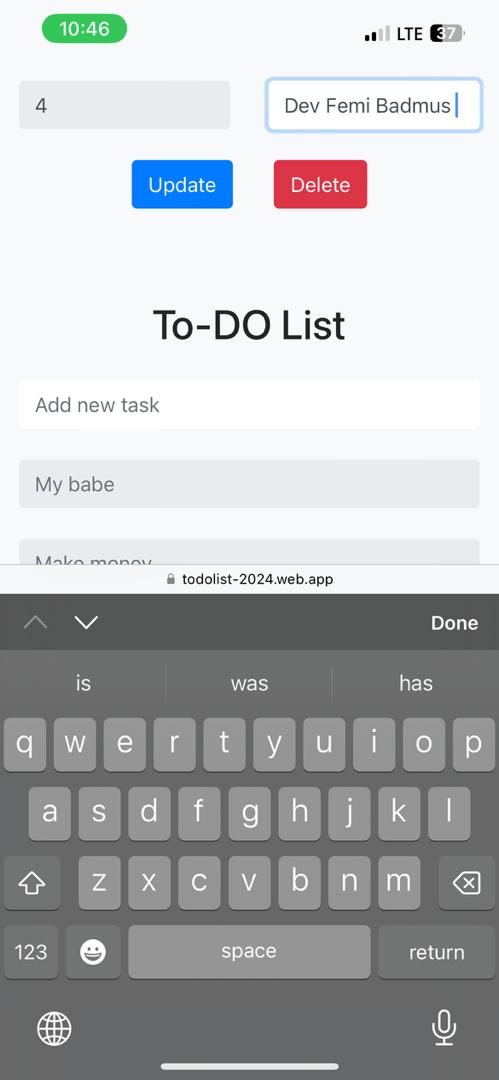 10:46 LTE 37
4 Dev Femi Badmus
Update Delete
To-DO List
Add new task
My babe
Make money
todolist-2024.web.app
Done
is was has
q w e r t y u i o p
a s d f g h j k l
z x c v b n m
123 space return